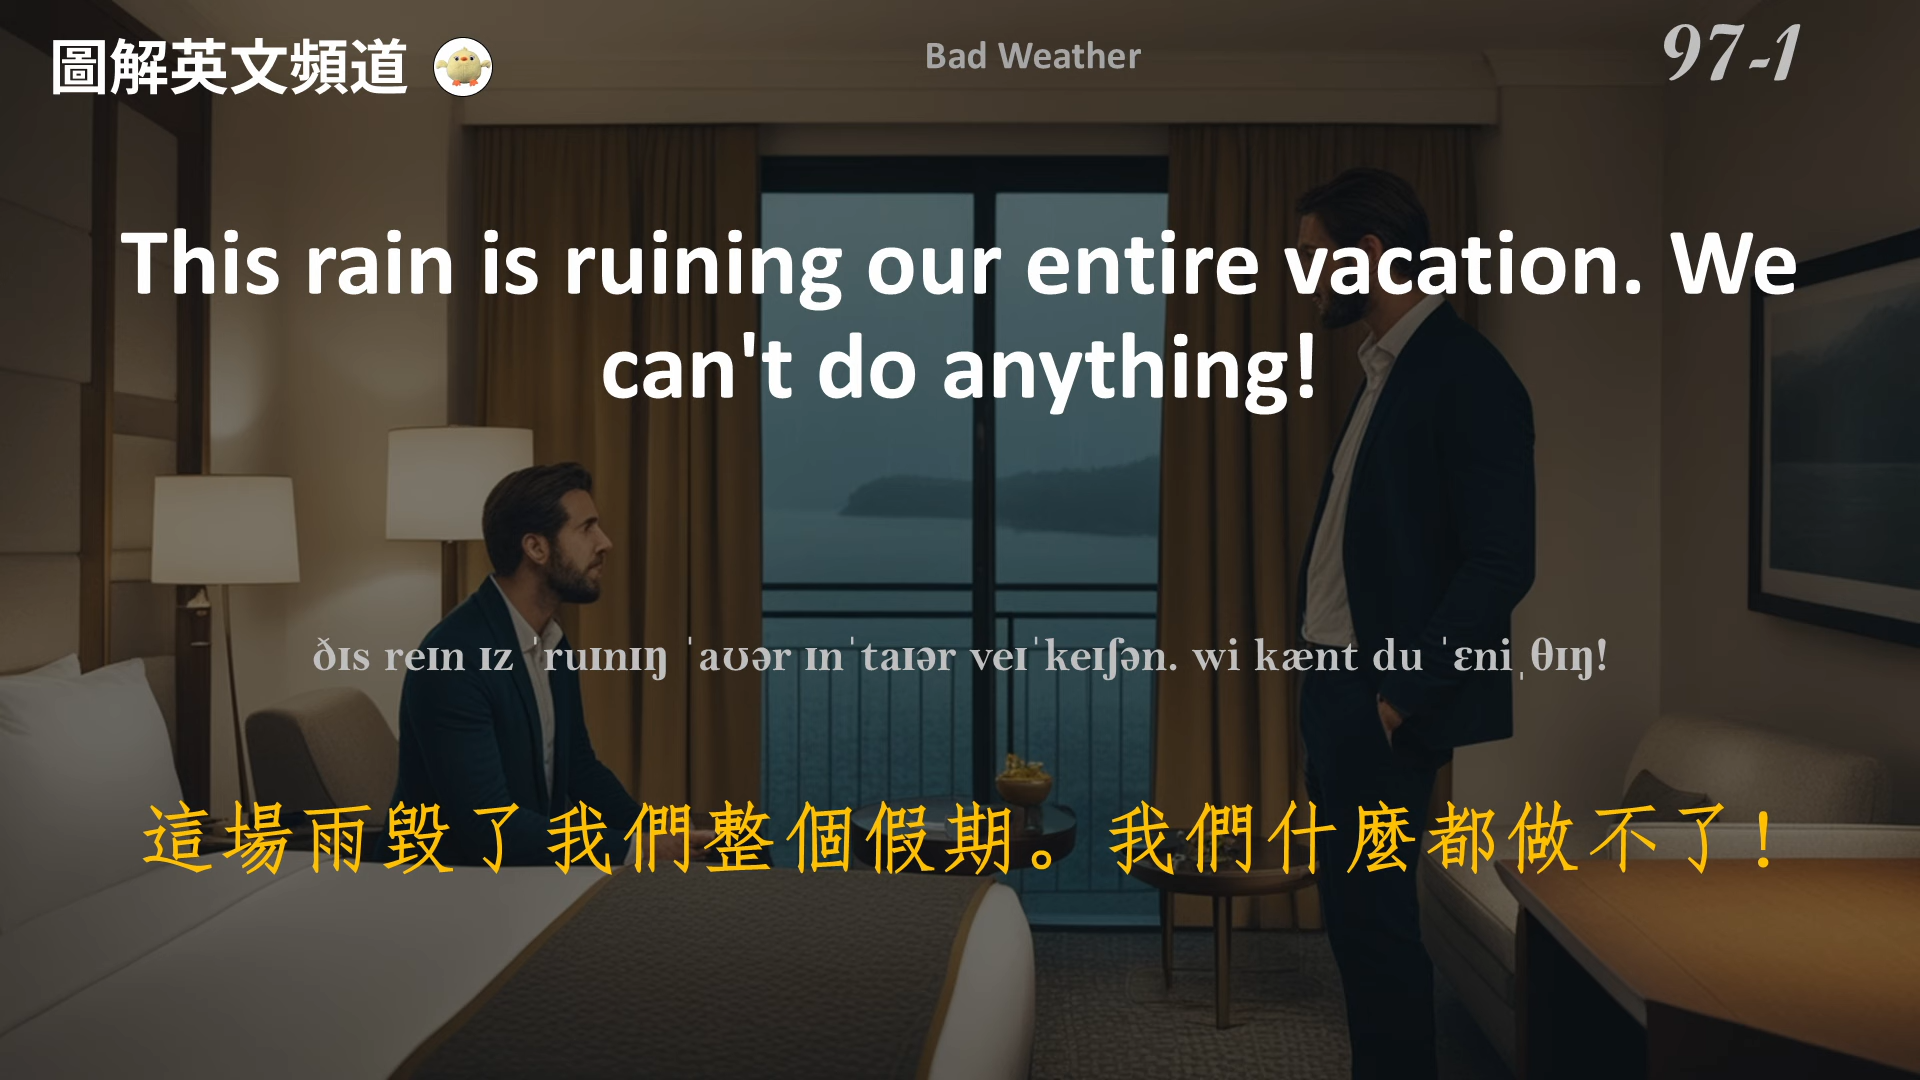 圖解英文頻道
Bad Weather
97-1
This rain is ruining our entire vacation. We
can't do anything!
ðɪs reɪn ɪz ˈruɪnɪŋ ˈaʊər ɪnˈtaɪər veɪˈkeɪʃən. wi kænt du ˈɛniˌθɪŋ!
這場雨毀了我們整個假期。我們什麼都做不了!